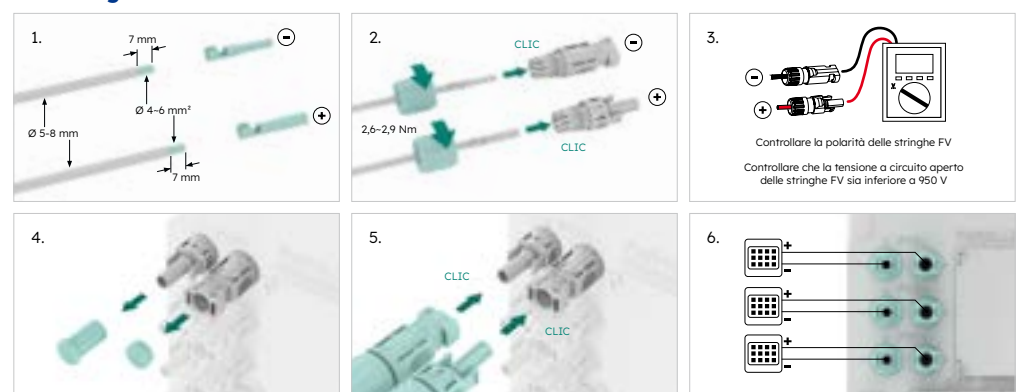 1.
7 mm
Ø 4~6 mm²
Ø 5-8 mm
7 mm
2.
CLIC
2,6~2,9 Nm
CLIC
3.
Controllare la polarità delle stringhe FV
Controllare che la tensione a circuito aperto
delle stringhe FV sia inferiore a 950 V
4.
5.
CLIC
CLIC
6.